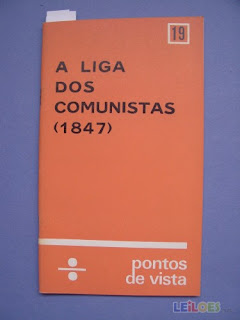 19
A LIGA
DOS
COMUNISTAS
(1847)
pontos
de vista
LEiLOES